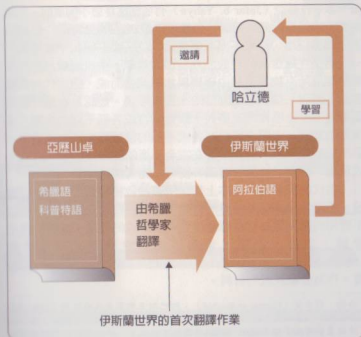 邀請
哈立德
學習
亞歷山卓
伊斯蘭世界
希臘語
科普特語
由希臘
哲學家
翻譯
阿拉伯語
伊斯蘭世界的首次翻譯作業